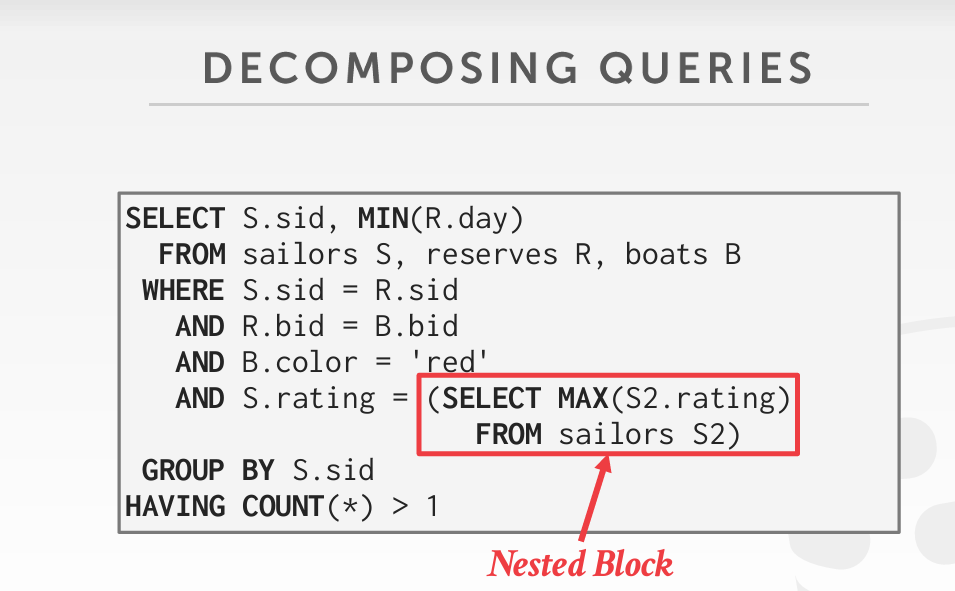 DECOMPOSING QUERIES
SELECT S.sid, MIN(R.day)
FROM sailors S, reserves R, boats B
WHERE S.sid = R.sid
AND R.bid = B.bid
AND B.color = 'red'
AND S.rating = (SELECT MAX(S2.rating)
FROM sailors S2)
GROUP BY S.sid
HAVING COUNT(*) > 1
Nested Block